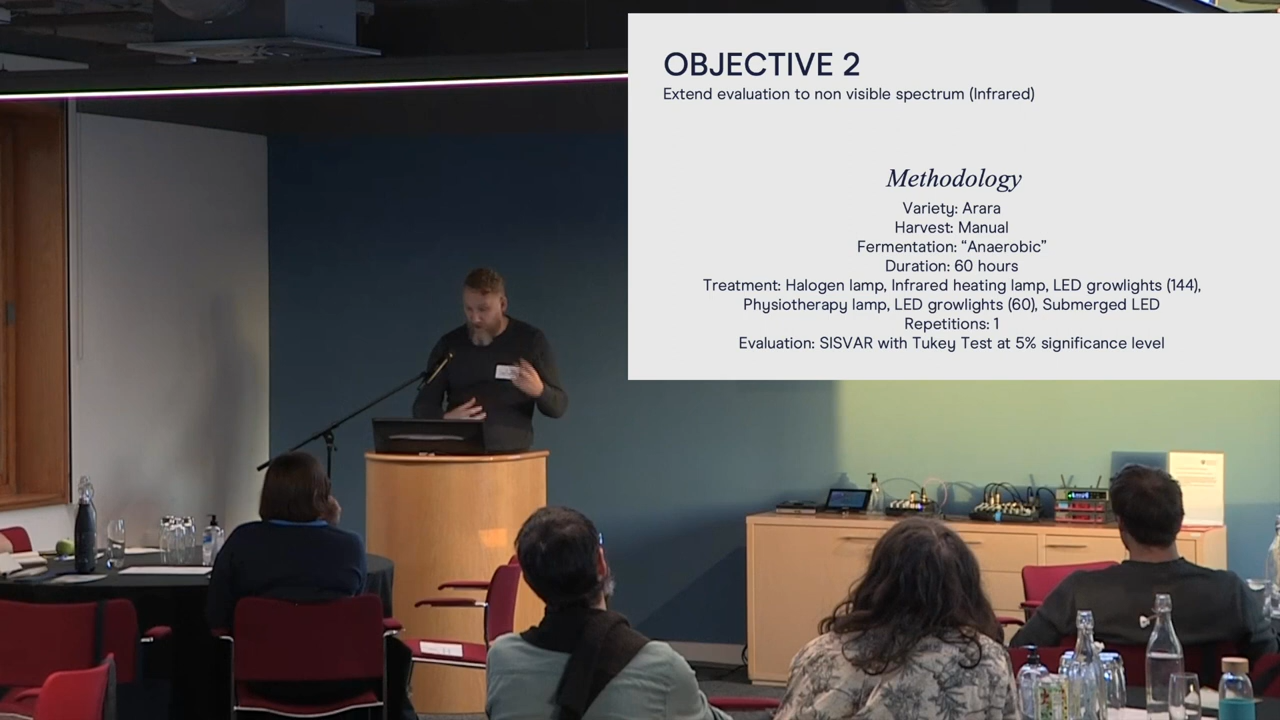 OBJECTIVE 2
Extend evaluation to non visible spectrum (Infrared)
Methodology
Variety: Arara
Harvest: Manual
Fermentation: “Anaerobic”
Duration: 60 hours
Treatment: Halogen lamp, Infrared heating lamp, LED growlights (144),
Physiotherapy lamp, LED growlights (60), Submerged LED
Repetitions: 1
Evaluation: SISVAR with Tukey Test at 5% significance level